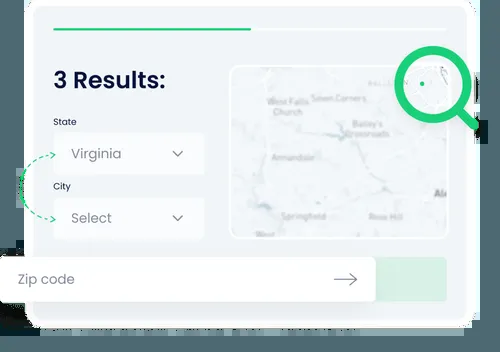 3 Results:
State
Virginia
City
Select
Zip code
West Falls
Church
Seven Corners
Bailey's
Crossroads
Annandale
Springfield
Rose Hill
West